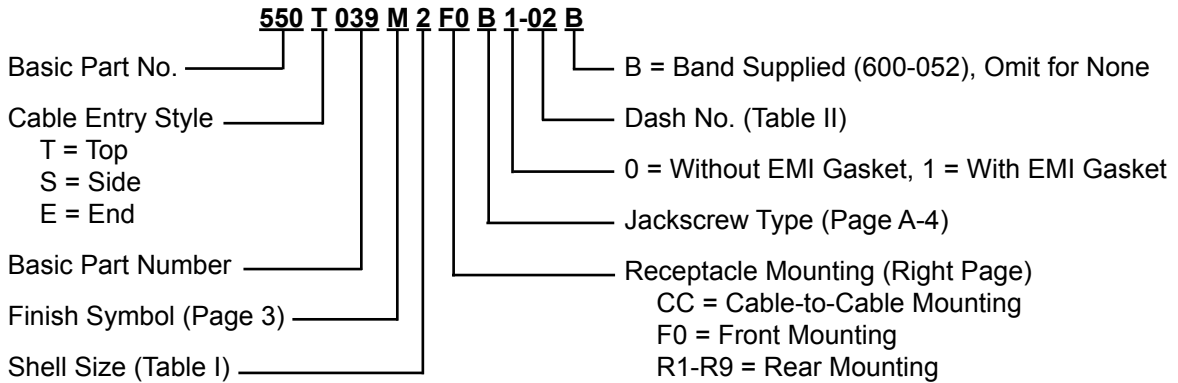 550 T 039 M 2 F0 B 1-02 B
Basic Part No.
Cable Entry Style
T = Top
S = Side
E = End
Basic Part Number
Finish Symbol (Page 3)
Shell Size (Table I)
B = Band Supplied (600-052), Omit for None
Dash No. (Table II)
0 = Without EMI Gasket, 1 = With EMI Gasket
Jackscrew Type (Page A-4)
Receptacle Mounting (Right Page)
CC = Cable-to-Cable Mounting
F0 = Front Mounting
R1-R9 = Rear Mounting